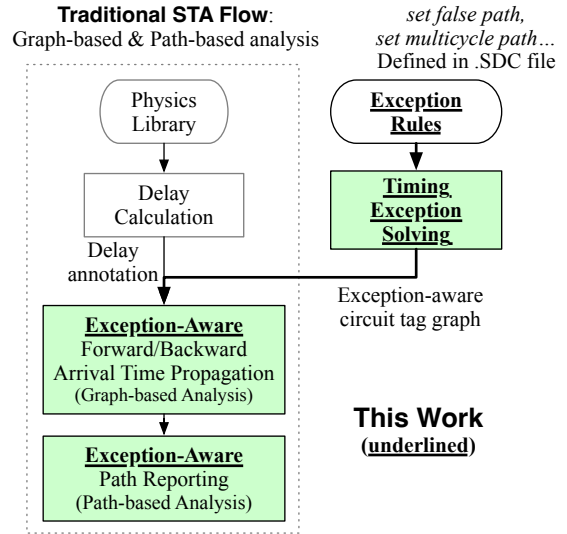 Traditional STA Flow:
Graph-based & Path-based analysis
set false path,
set multicycle path…
Defined in .SDC file
Physics
Library
Exception
Rules
Delay
Calculation
Timing
Exception
Solving
Delay
annotation
Exception-aware
circuit tag graph
Exception-Aware
Forward/Backward
Arrival Time Propagation
(Graph-based Analysis)
Exception-Aware
Path Reporting
(Path-based Analysis)
This Work
(underlined)